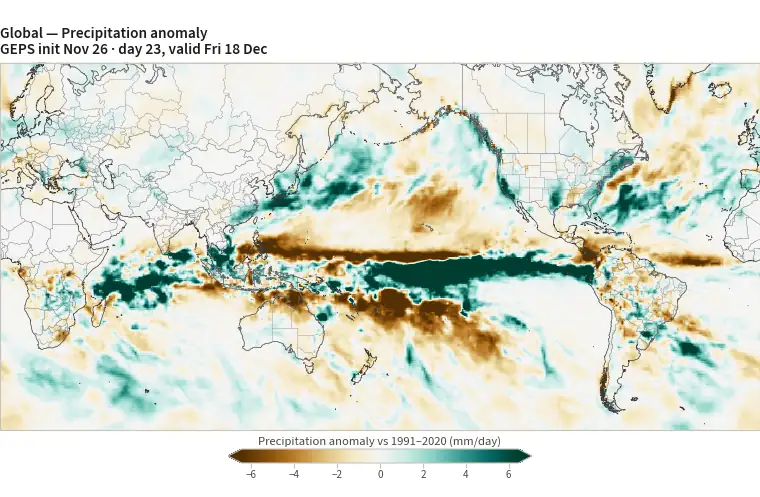 Global — Precipitation anomaly
GEPS init Nov 26 · day 23, valid Fri 18 Dec
Precipitation anomaly vs 1991–2020 (mm/day)
−6 −4 −2 0 2 4 6